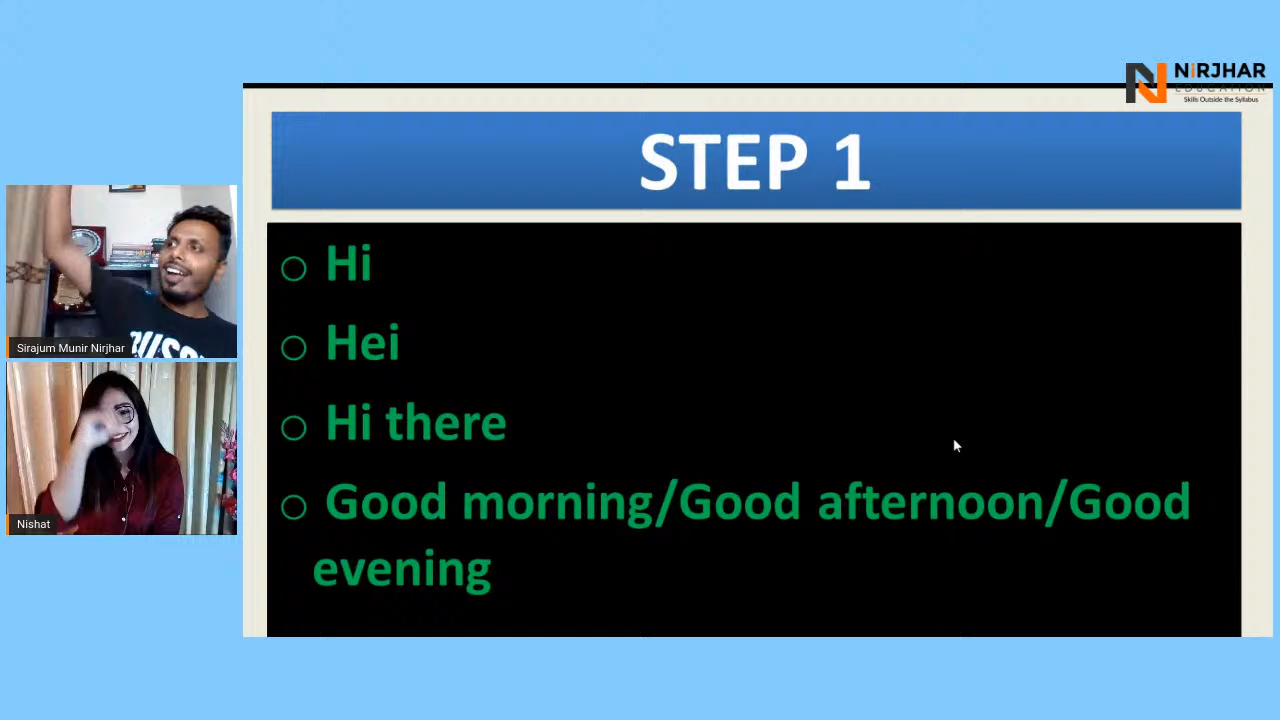 NiRJHAR
EDUCATION
Skills Outside the Syllabus
STEP 1
Hi
Hei
Hi there
Good morning/Good afternoon/Good
evening
Sirajum Munir Nirjhar
Nishat